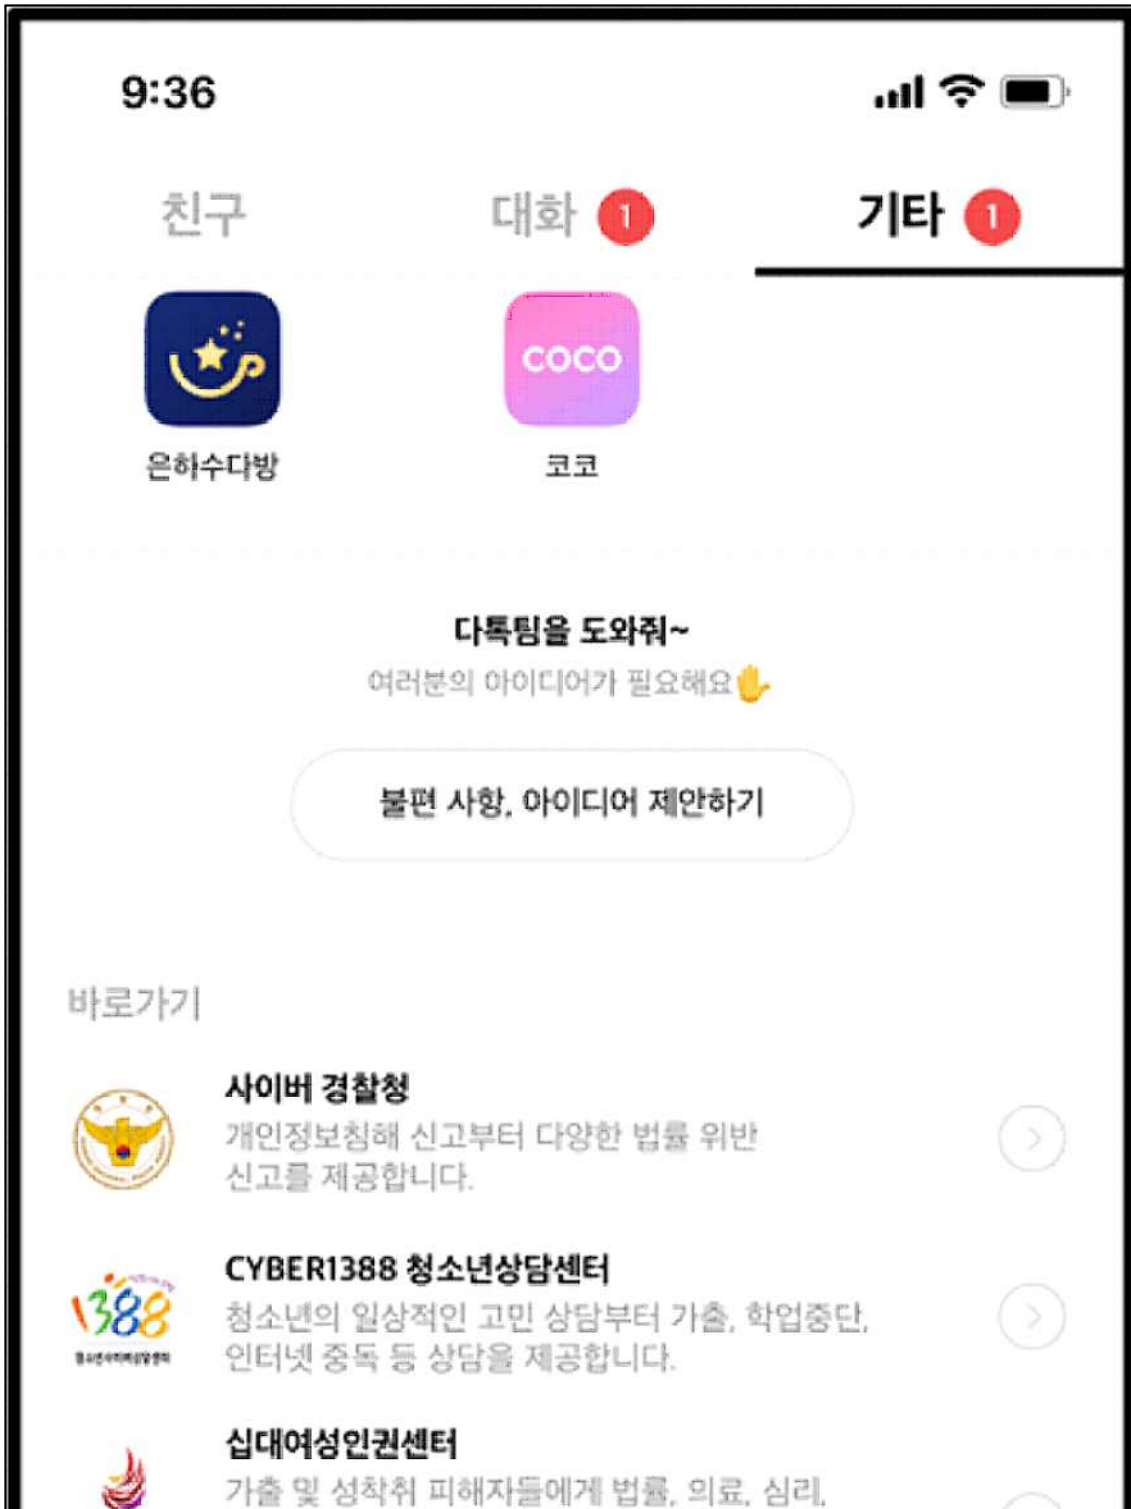 9:36
친구
대화 1
기타 1
coco
은하수다방
코코
다톡팀을 도와줘~
여러분의 아이디어가 필요해요
불편 사항, 아이디어 제안하기
바로가기
사이버 경찰청
개인정보침해 신고부터 다양한 법률 위반
신고를 제공합니다.
CYBER1388 청소년상담센터
청소년의 일상적인 고민 상담부터 가출, 학업중단,
1388
인터넷 중독 등 상담을 제공합니다.
십대여성인권센터
가출 및 성착취 피해자들에게 법률, 의료, 심리,